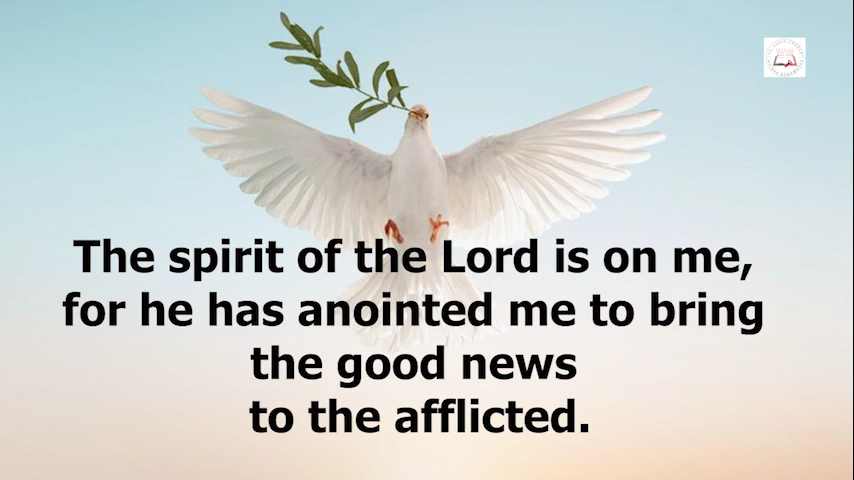 The spirit of the Lord is on me,
for he has anointed me to bring
the good news
to the afflicted.